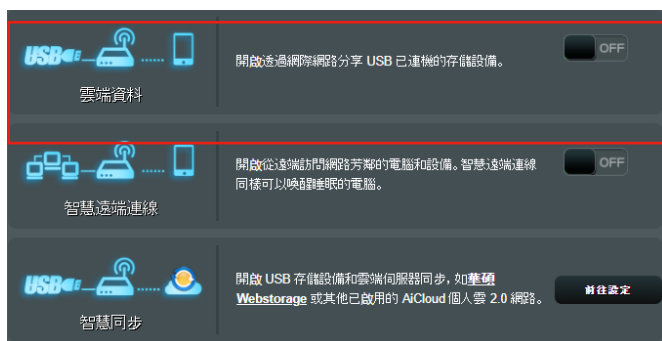 USB
開啟透過網際網路分享 USB 已連機的存儲設備。
OFF
雲端資料
開啟從遠端訪問網路芳鄰的電腦和設備。智慧遠端連線
同樣可以喚醒睡眠的電腦。
OFF
智慧遠端連線
USB
開啟 USB 存儲設備和雲端伺服器同步，如華碩
Webstorage 或其他已啟用的 AiCloud 個人雲 2.0 網路。
前往設定
智慧同步